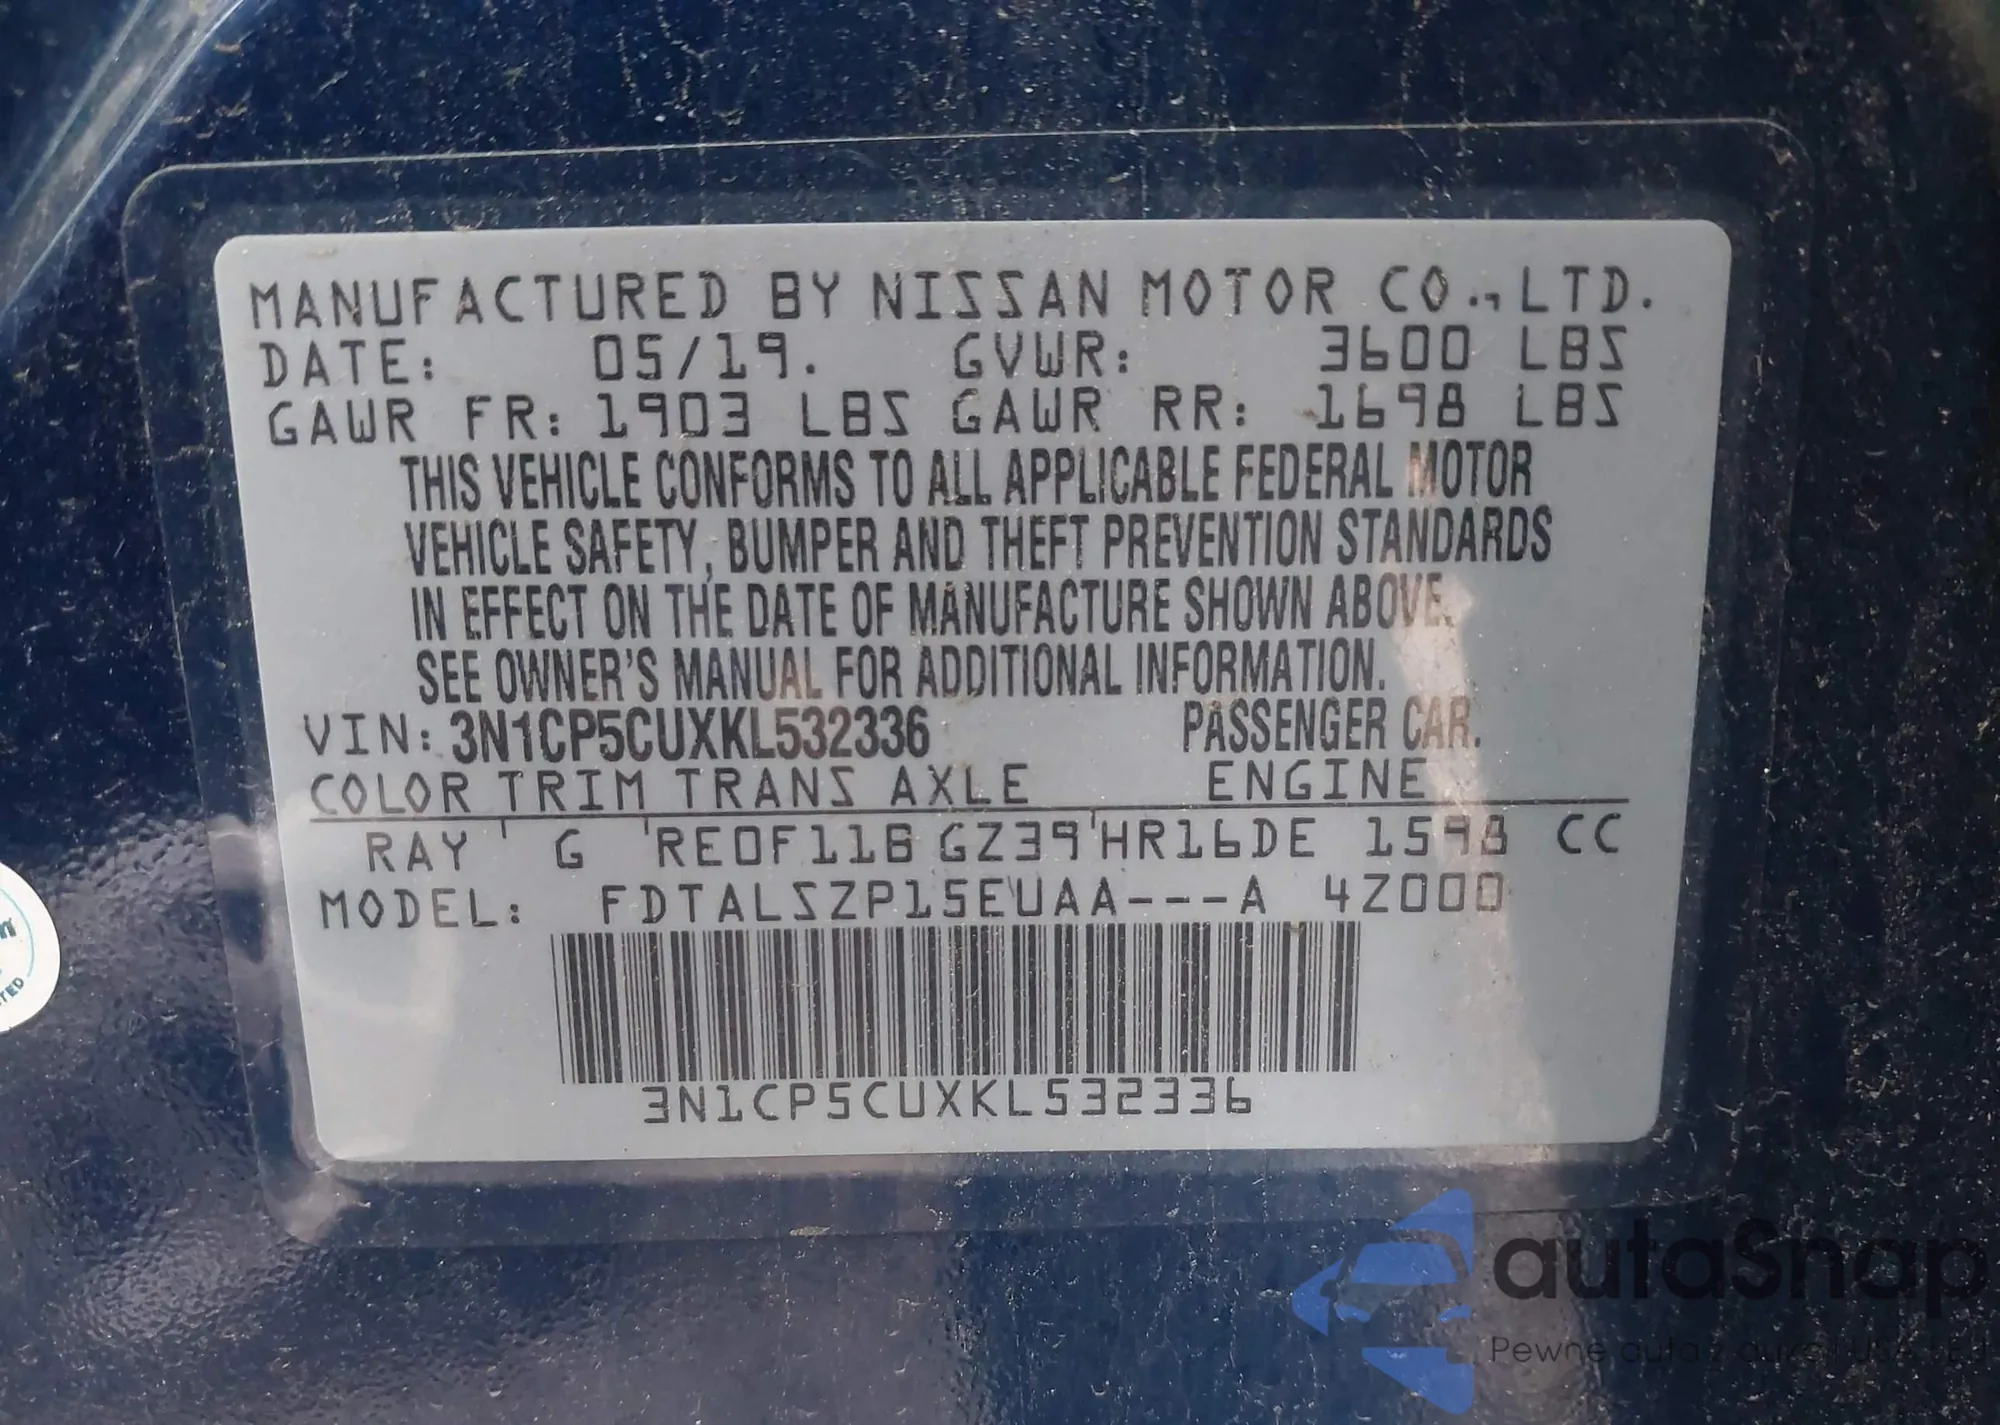 MANUFACTURED BY NISSAN MOTOR CO., LTD.
DATE: 05/19. GVWR: 3600 LBS
GAWR FR: 1903 LBS GAWR RR: 1698 LBS
THIS VEHICLE CONFORMS TO ALL APPLICABLE FEDERAL MOTOR
VEHICLE SAFETY, BUMPER AND THEFT PREVENTION STANDARDS
IN EFFECT ON THE DATE OF MANUFACTURE SHOWN ABOVE.
SEE OWNER'S MANUAL FOR ADDITIONAL INFORMATION.
VIN: 3N1CP5CUXKL532336 PASSENGER CAR.
COLOR TRIM TRANS AXLE ENGINE
RAY ' G 'RE0F11B GZ39'HR16DE 1598 CC
MODEL: FDTALSZP15EUAA---A 4Z000
3N1CP5CUXKL532336
autaSnap
Pewne auta z